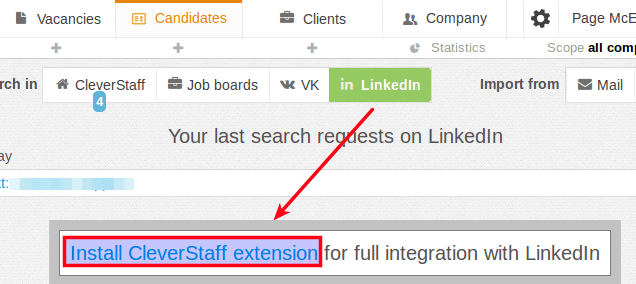 Vacancies Candidates Clients Company Page McE
+ + + Statistics Scope all comp
rch in CleverStaff Job boards VK LinkedIn Import from Mail
4
Your last search requests on LinkedIn
ay
xt:
Install CleverStaff extension for full integration with LinkedIn